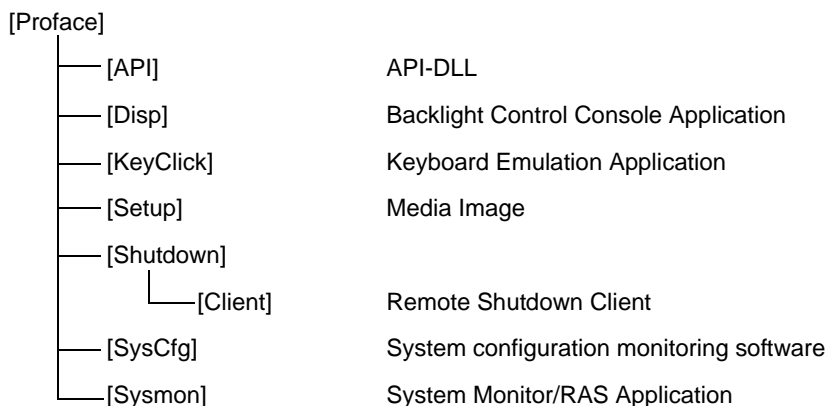 [Proface]
[API] API-DLL
[Disp] Backlight Control Console Application
[KeyClick] Keyboard Emulation Application
[Setup] Media Image
[Shutdown]
[Client] Remote Shutdown Client
[SysCfg] System configuration monitoring software
[Sysmon] System Monitor/RAS Application